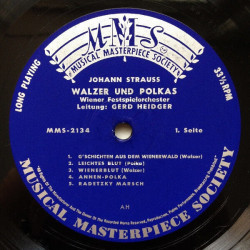 MMS
MUSICAL MASTERPIECE SOCIETY
LONG PLAYING
33⅓ RPM
JOHANN STRAUSS
WALZER UND POLKAS
Wiener Festspielorchester
Leitung: GERD HEIDGER
MMS-2134
1. Seite
1. G'SCHICHTEN AUS DEM WIENERWALD (Walzer)
2. LEICHTES BLUT (Polka)
3. WIENERBLUT (Walzer)
4. ANNEN-POLKA
5. RADETZKY MARSCH
AH
MUSICAL MASTERPIECE SOCIETY